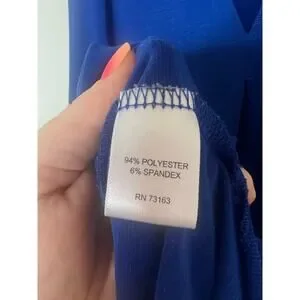 94% POLYESTER
6% SPANDEX
RN 73163